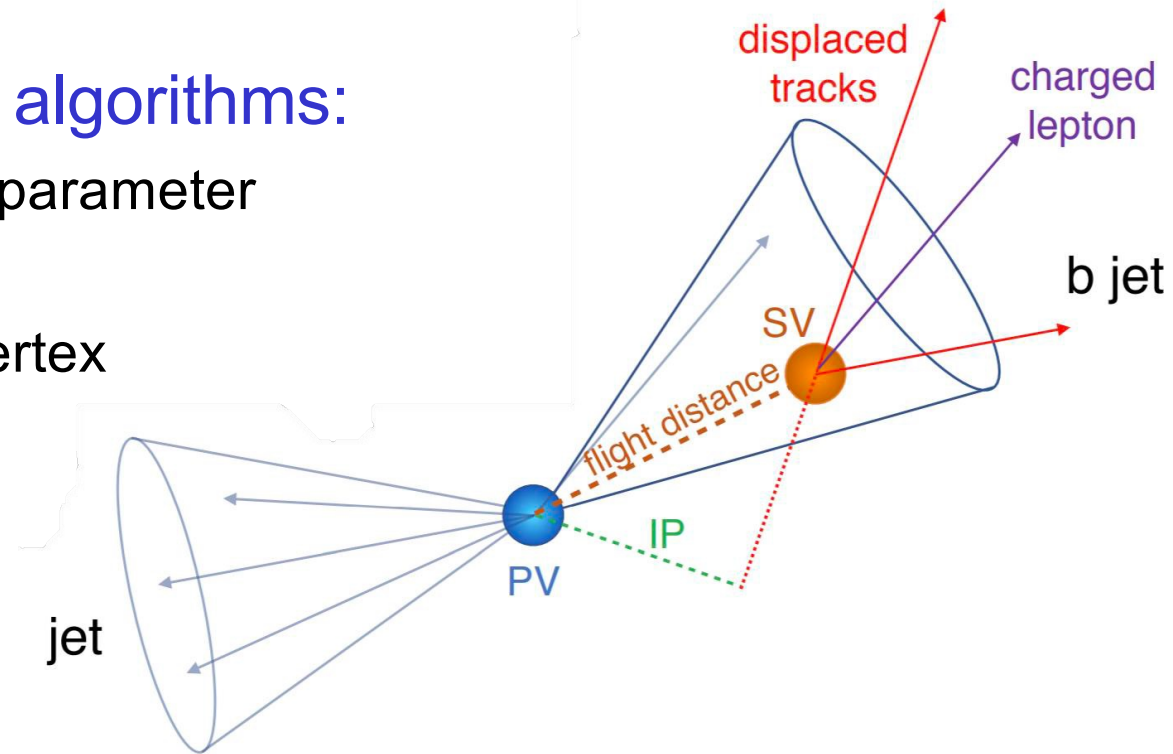 algorithms:
parameter
ertex
displaced
tracks
charged
lepton
b jet
SV
flight distance
IP
PV
jet